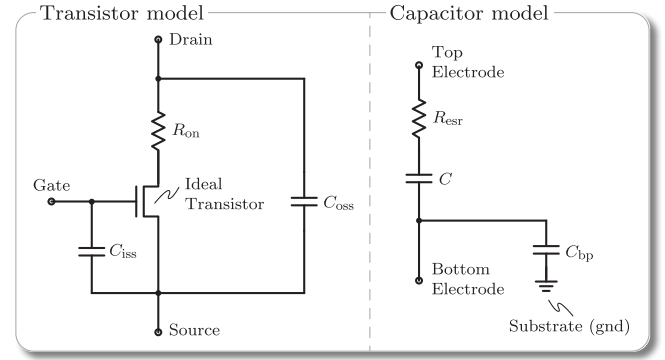 Transistor model
Drain
R_on
Gate
Ideal
Transistor
C_oss
C_iss
Source
Capacitor model
Top
Electrode
R_esr
C
C_bp
Bottom
Electrode
Substrate (gnd)